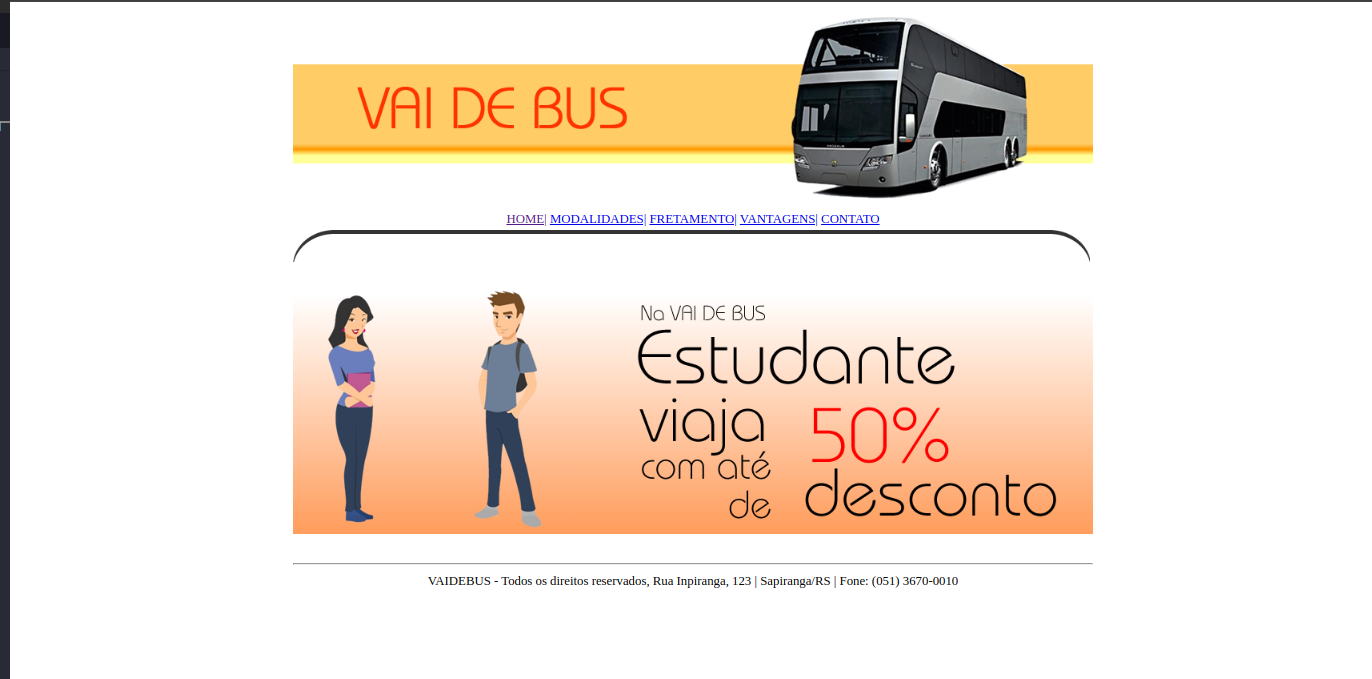 VAI DE BUS
HOME| MODALIDADES| FRETAMENTO| VANTAGENS| CONTATO
Na VAI DE BUS
Estudante
viaja 50%
com até
de desconto
VAIDEBUS - Todos os direitos reservados, Rua Inpiranga, 123 | Sapiranga/RS | Fone: (051) 3670-0010